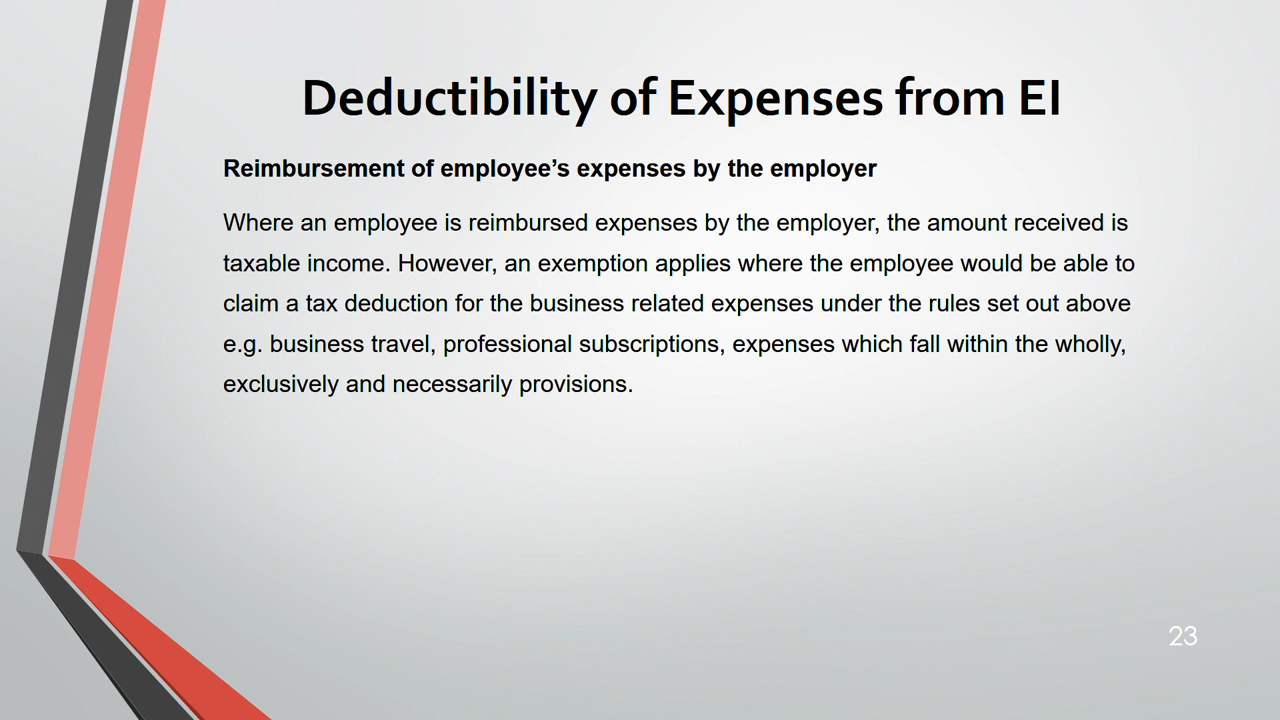 Deductibility of Expenses from EI
Reimbursement of employee’s expenses by the employer
Where an employee is reimbursed expenses by the employer, the amount received is
taxable income. However, an exemption applies where the employee would be able to
claim a tax deduction for the business related expenses under the rules set out above
e.g. business travel, professional subscriptions, expenses which fall within the wholly,
exclusively and necessarily provisions.
23